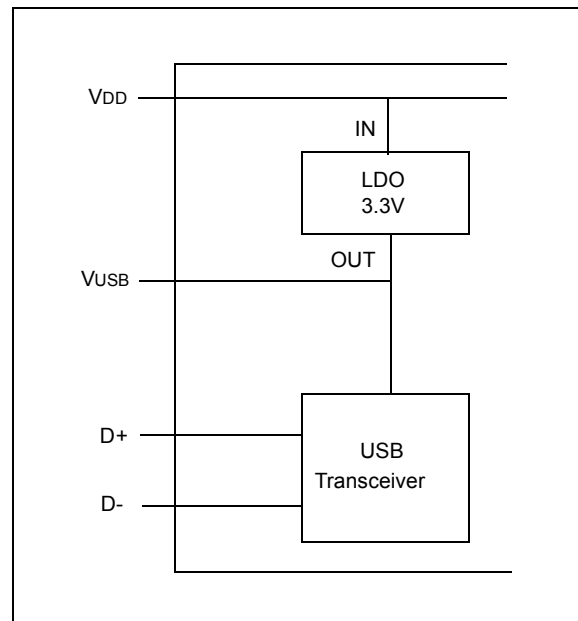 VDD
IN
LDO
3.3V
OUT
VUSB
D+
USB
Transceiver
D-